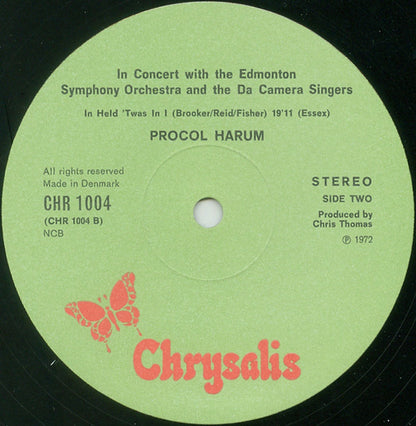 In Concert with the Edmonton
Symphony Orchestra and the Da Camera Singers
In Held 'Twas In I (Brooker/Reid/Fisher) 19'11 (Essex)
PROCOL HARUM
All rights reserved
Made in Denmark
CHR 1004
(CHR 1004 B)
NCB
STEREO
SIDE TWO
Produced by
Chris Thomas
℗ 1972
Chrysalis